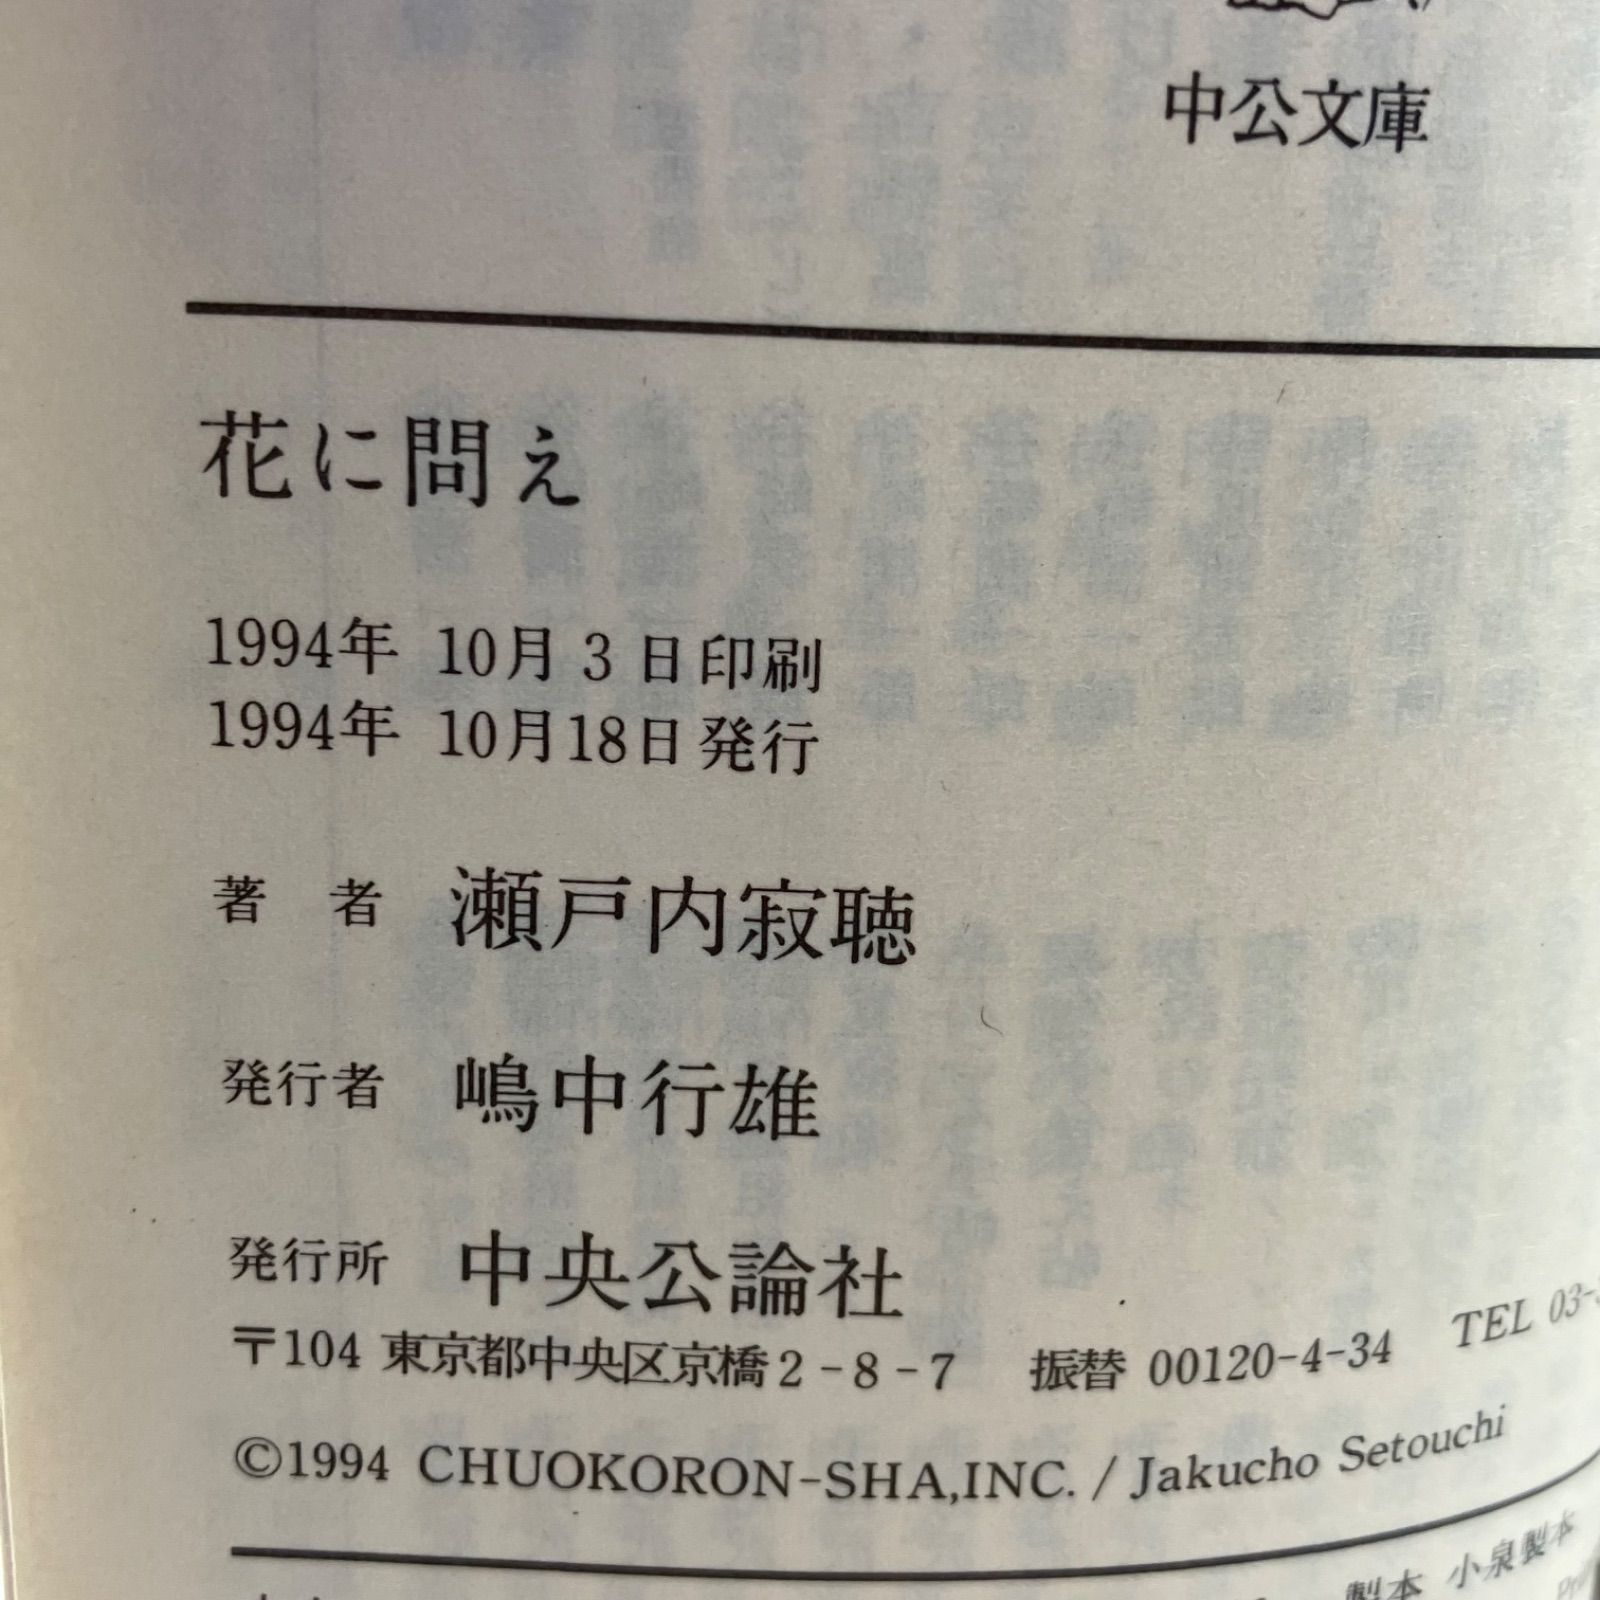 中公文庫
花に問え
1994年 10月 3 日印刷
1994年 10月18日発行
著 者 瀬戸内寂聴
発行者 嶋中行雄
発行所 中央公論社
〒104 東京都中央区京橋2-8-7 振替 00120-4-34 TEL 03-
©1994 CHUOKORON-SHA,INC. / Jakucho Setouchi
製本 小泉製本